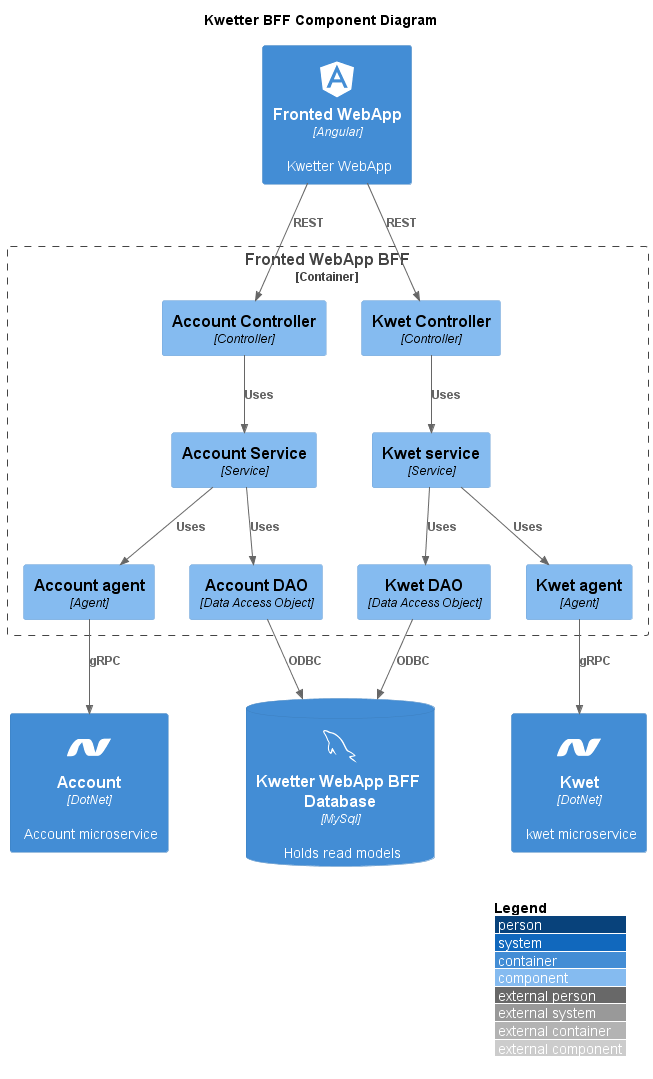 Kwetter BFF Component Diagram
Fronted WebApp
[Angular]
Kwetter WebApp
REST
REST
Fronted WebApp BFF
[Container]
Account Controller
[Controller]
Kwet Controller
[Controller]
Uses
Uses
Account Service
[Service]
Kwet service
[Service]
Uses
Uses
Uses
Uses
Account agent
[Agent]
Account DAO
[Data Access Object]
Kwet DAO
[Data Access Object]
Kwet agent
[Agent]
gRPC
ODBC
ODBC
gRPC
Account
[DotNet]
Account microservice
Kwetter WebApp BFF
Database
[MySql]
Holds read models
Kwet
[DotNet]
kwet microservice
Legend
person
system
container
component
external person
external system
external container
external component